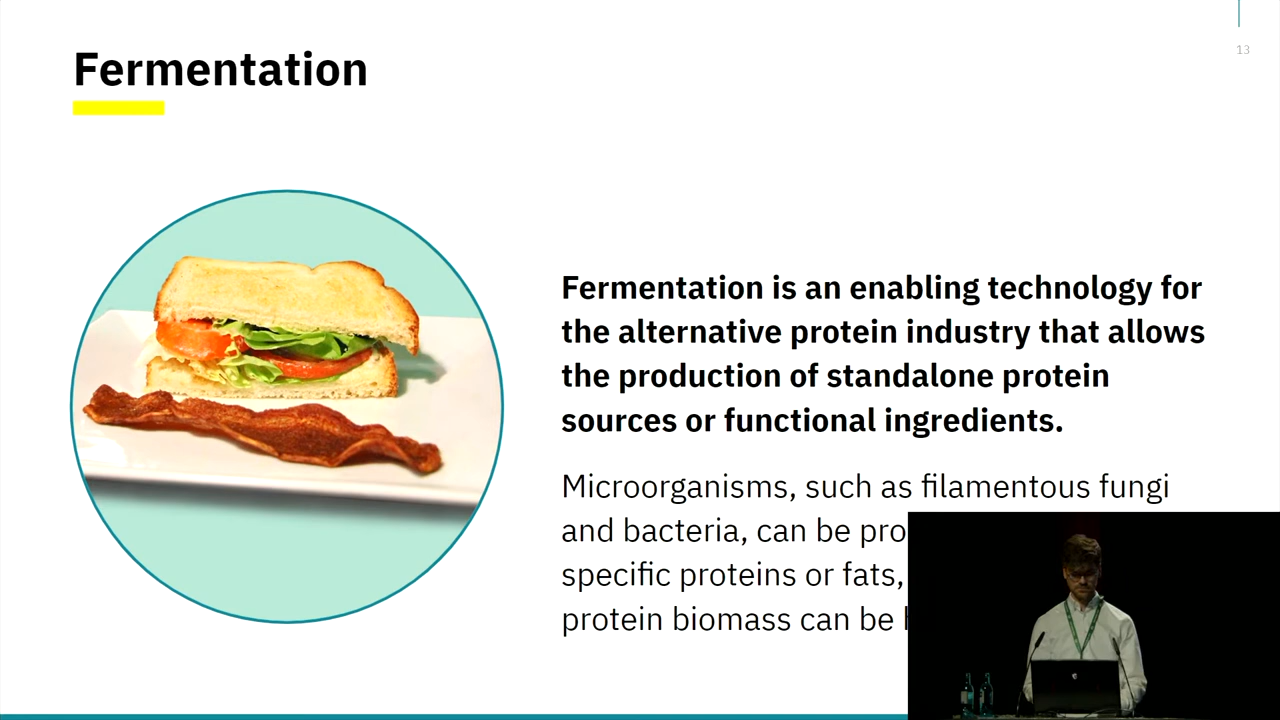 13
Fermentation
Fermentation is an enabling technology for
the alternative protein industry that allows
the production of standalone protein
sources or functional ingredients.
Microorganisms, such as filamentous fungi
and bacteria, can be
specific proteins or fats,
protein biomass can be